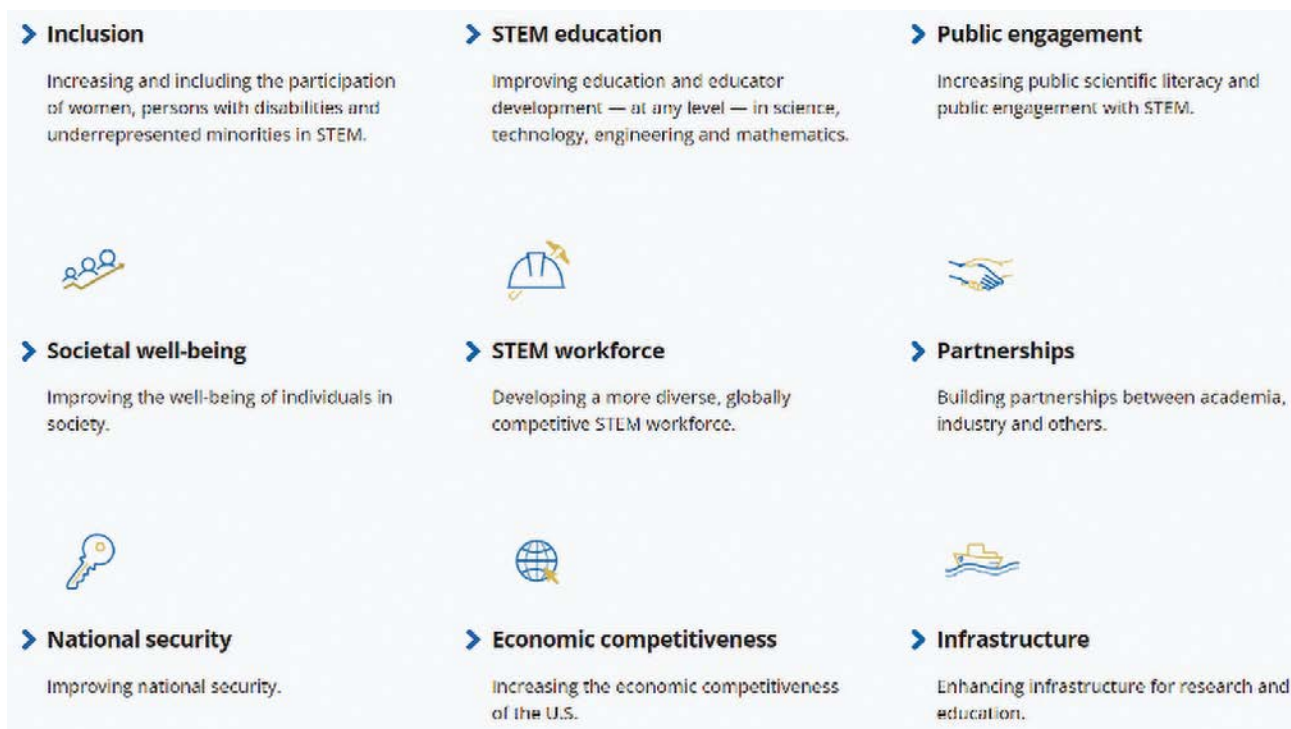 Inclusion
Increasing and including the participation
of women, persons with disabilities and
underrepresented minorities in STEM.
STEM education
Improving education and educator
development — at any level — in science,
technology, engineering and mathematics.
Public engagement
Increasing public scientific literacy and
public engagement with STEM.
Societal well-being
Improving the well-being of individuals in
society.
STEM workforce
Developing a more diverse, globally
competitive STEM workforce.
Partnerships
Building partnerships between academia,
industry and others.
National security
Improving national security.
Economic competitiveness
Increasing the economic competitiveness
of the U.S.
Infrastructure
Enhancing infrastructure for research and
education.